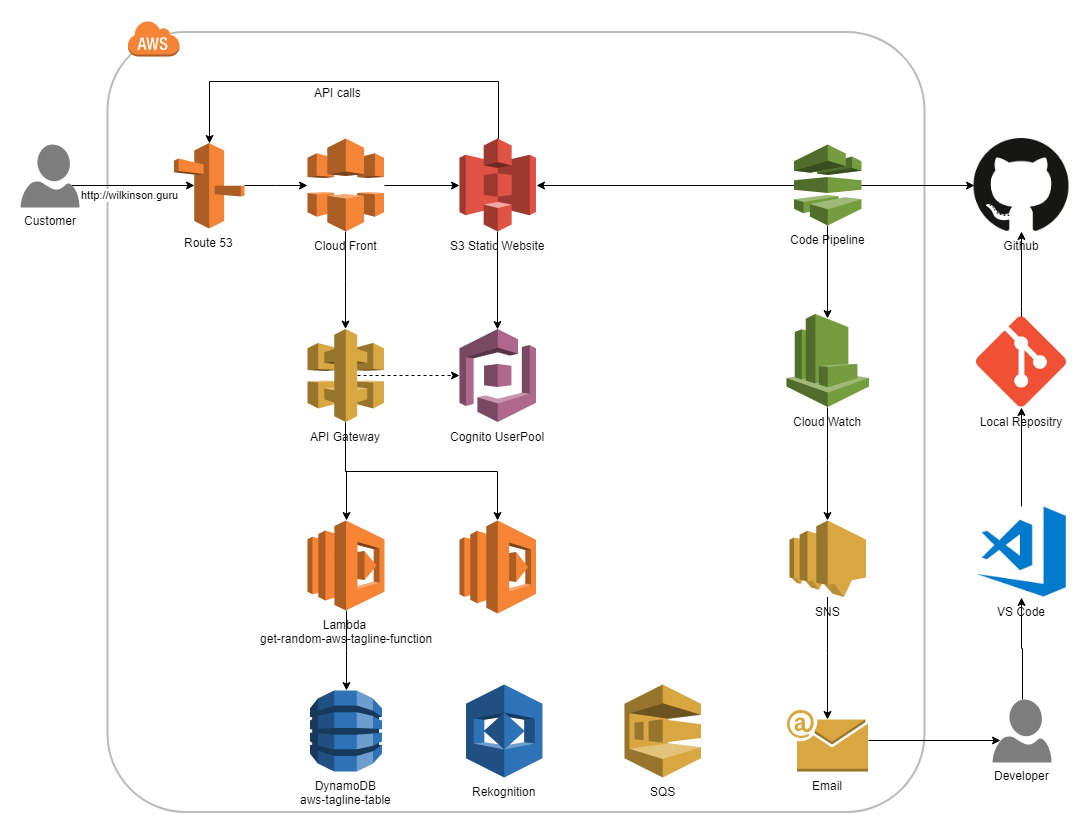 AWS
API calls
http://wilkinson.guru
Customer
Route 53
Cloud Front
S3 Static Website
Code Pipeline
Github
API Gateway
Cognito UserPool
Cloud Watch
Local Repositry
Lambda
get-random-aws-tagline-function
SNS
VS Code
@
DynamoDB
aws-tagline-table
Rekognition
SQS
Email
Developer